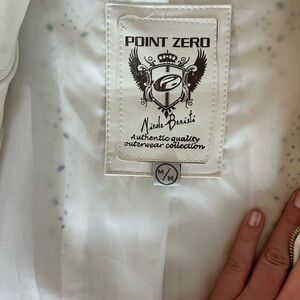 POINT ZERO
Nicole Benisti
Authentic quality
outerwear collection
M/M